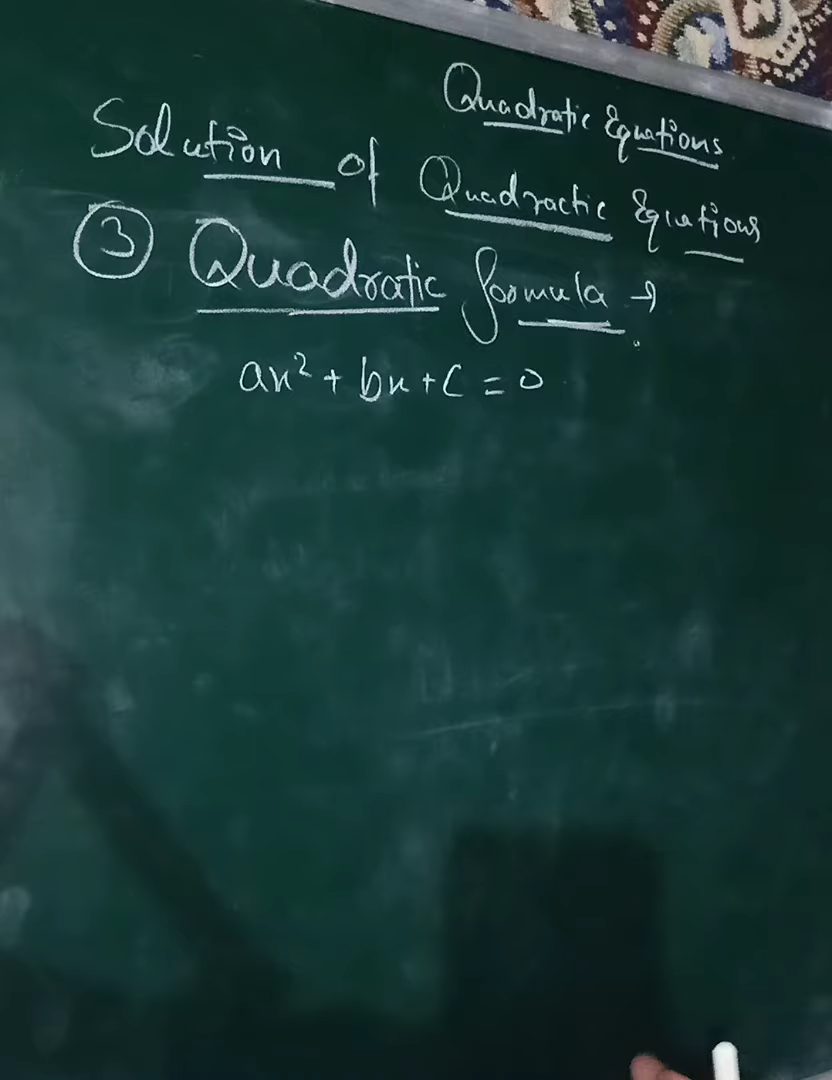 Quadratic Equations
Solution of Quadractic Equations
③ Quadratic formula →
ax² + bx + c = 0